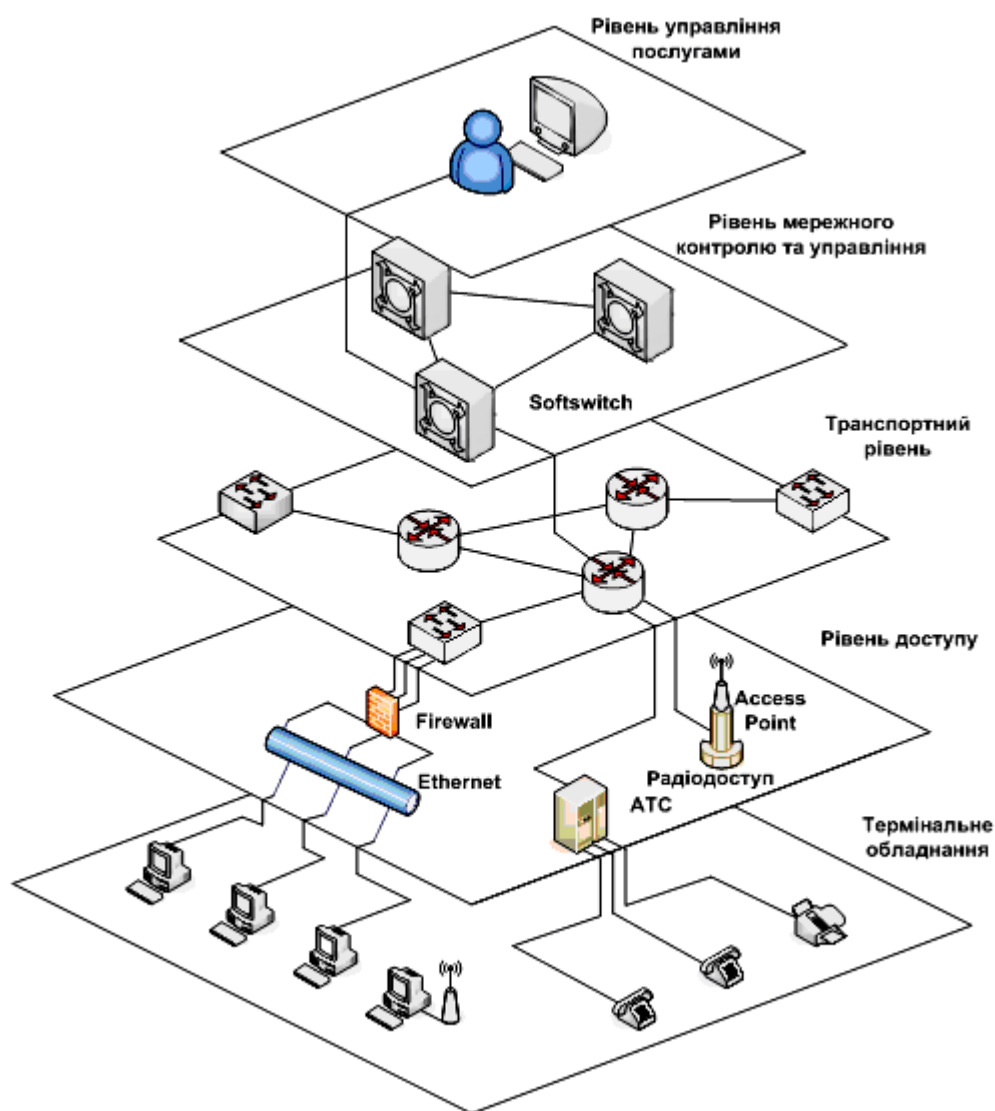 Рівень управління
послугами
Рівень мережного
контролю та управління
Softswitch
Транспортний
рівень
Рівень доступу
Access
Point
Firewall
Ethernet
Радіодоступ
АТС
Термінальне
обладнання